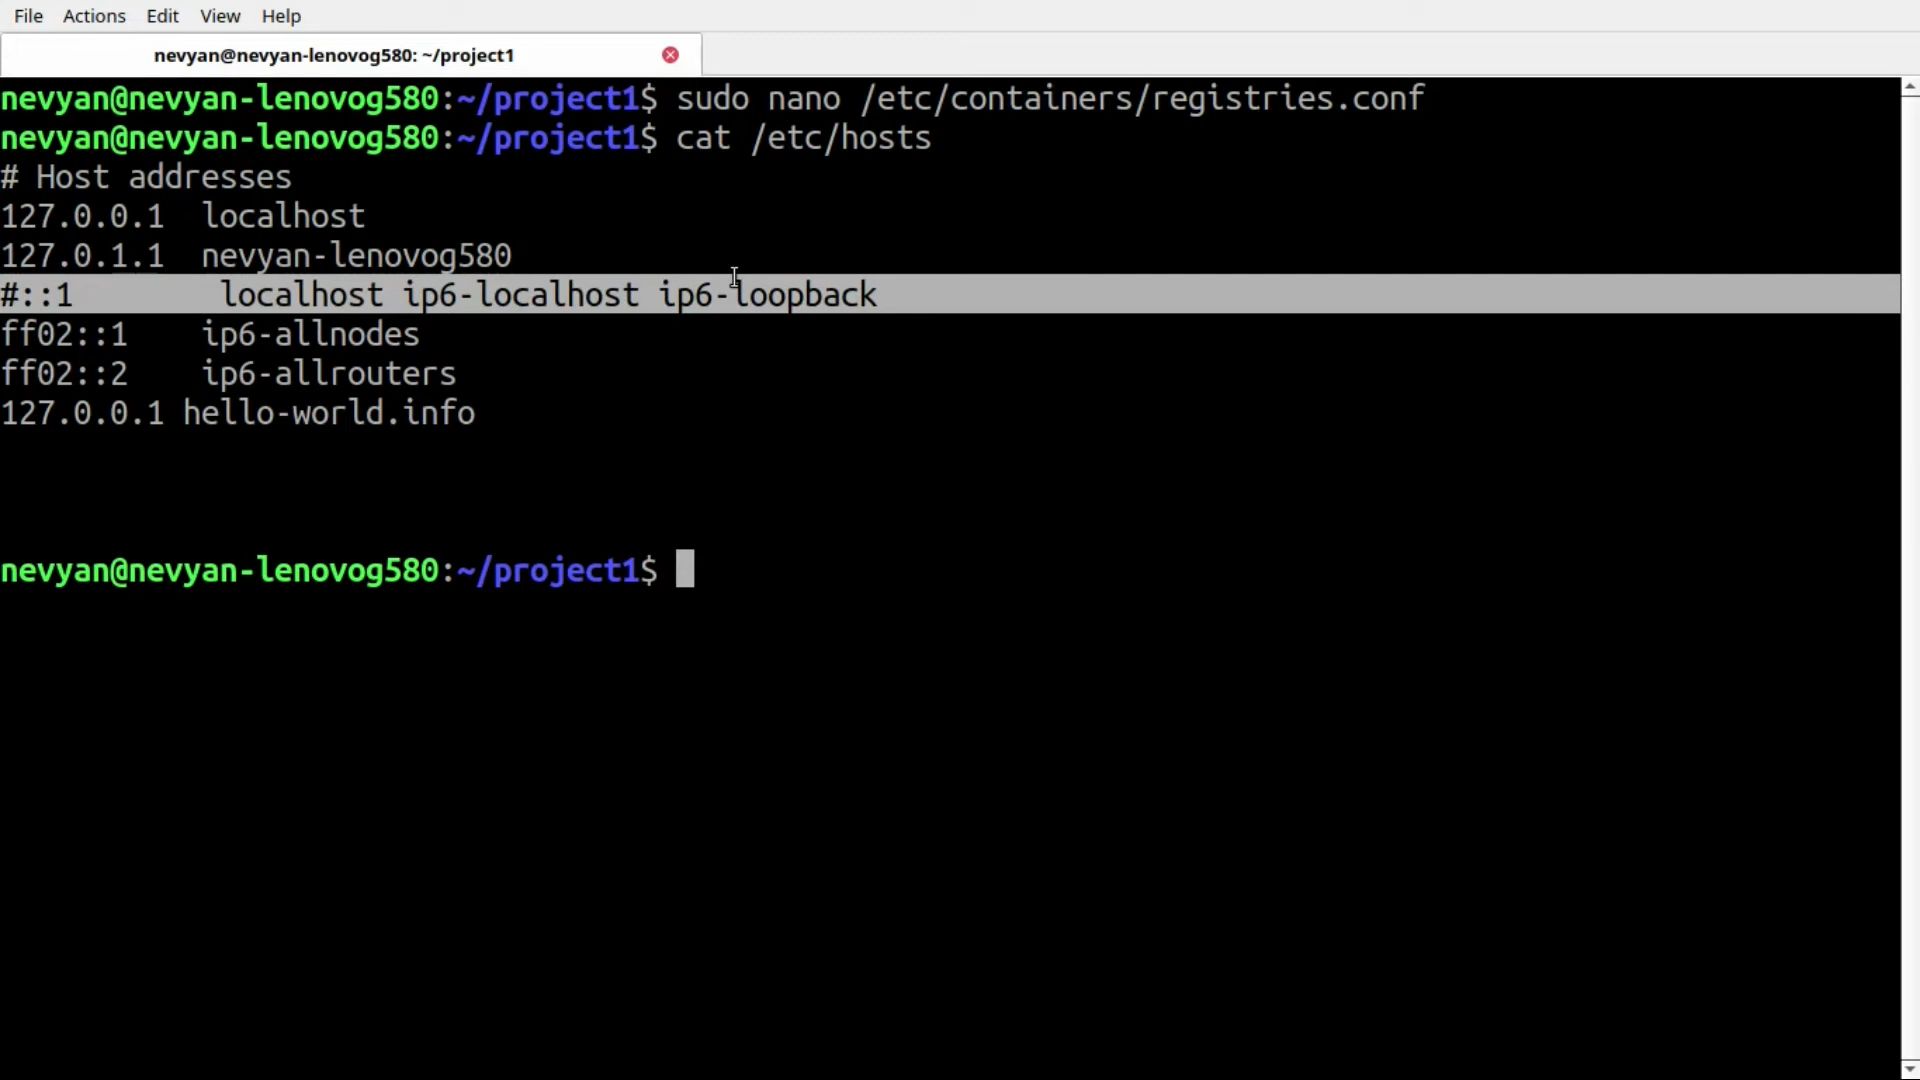 File Actions Edit View Help
nevyan@nevyan-lenovog580: ~/project1
nevyan@nevyan-lenovog580:~/project1$ sudo nano /etc/containers/registries.conf
nevyan@nevyan-lenovog580:~/project1$ cat /etc/hosts
# Host addresses
127.0.0.1  localhost
127.0.1.1  nevyan-lenovog580
#::1        localhost ip6-localhost ip6-loopback
ff02::1    ip6-allnodes
ff02::2    ip6-allrouters
127.0.0.1 hello-world.info
nevyan@nevyan-lenovog580:~/project1$